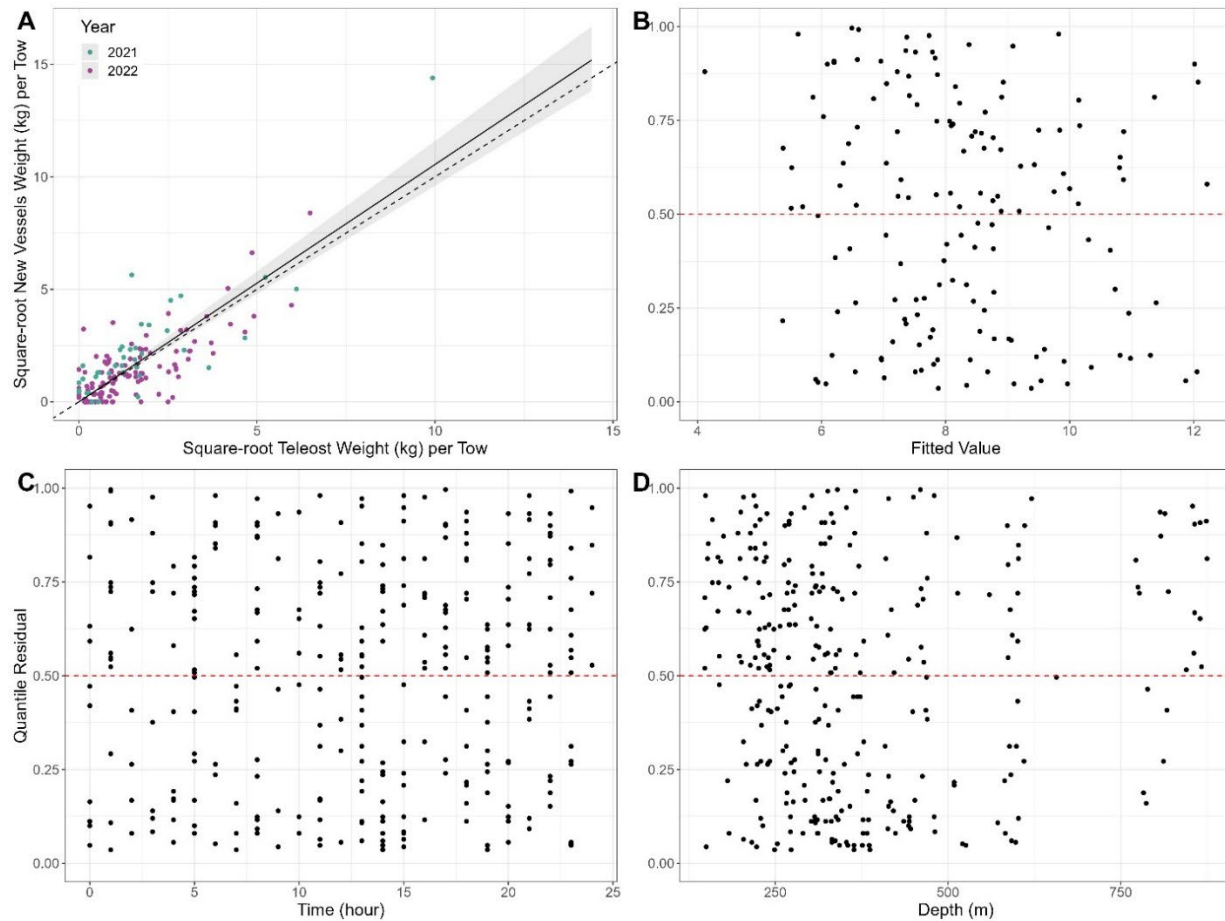 A
Year
2021
2022
Square-root New Vessels Weight (kg) per Tow
15
10
5
0
0 5 10 15
Square-root Teleost Weight (kg) per Tow
B
1.00
0.75
0.50
0.25
0.00
4 6 8 10 12
Fitted Value
C
Quantile Residual
1.00
0.75
0.50
0.25
0.00
0 5 10 15 20 25
Time (hour)
D
1.00
0.75
0.50
0.25
0.00
250 500 750
Depth (m)